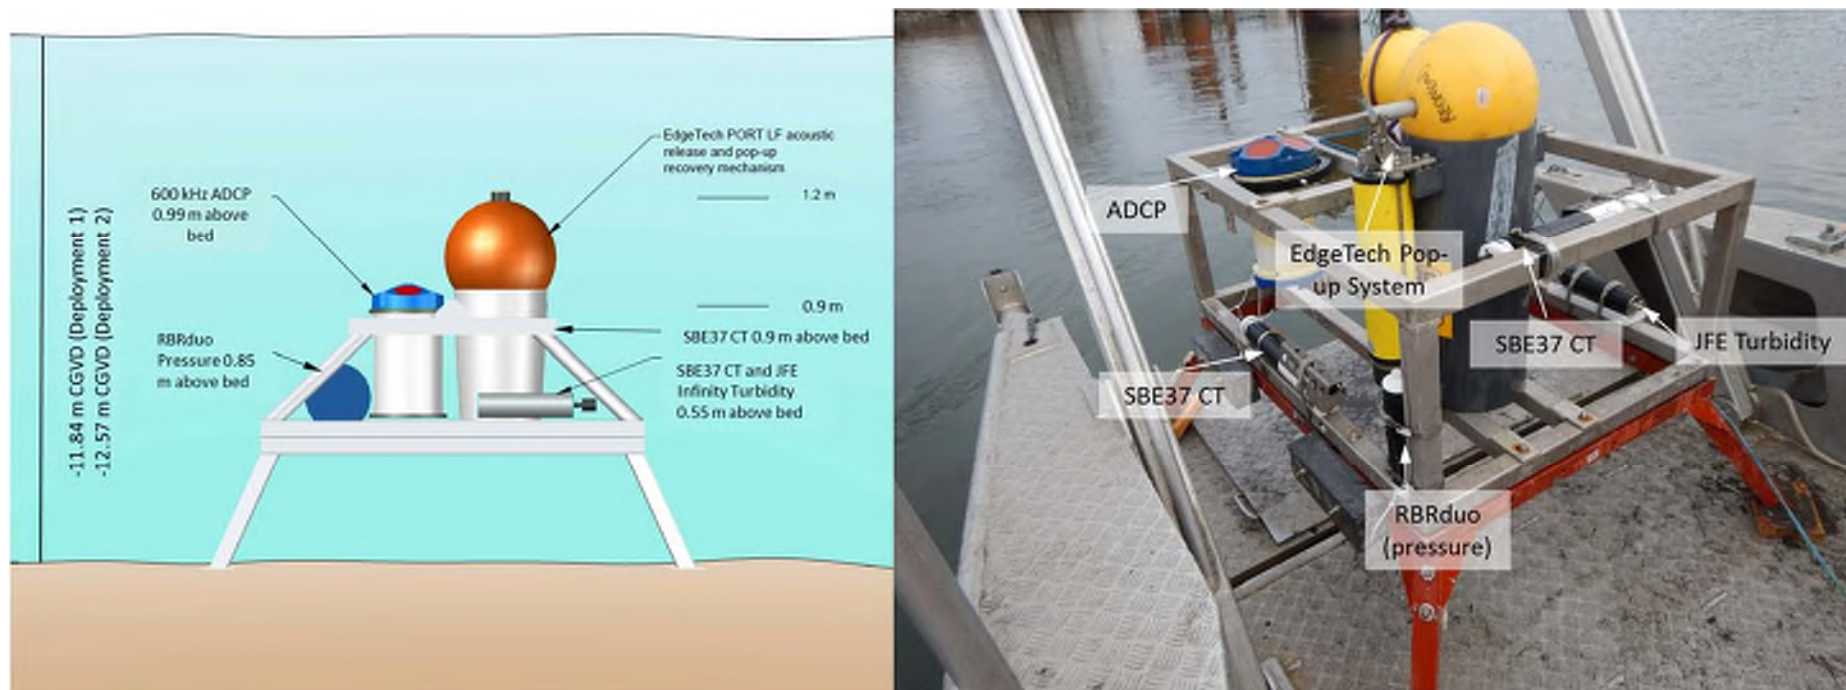 -11.84 m CGVD (Deployment 1)
-12.57 m CGVD (Deployment 2)
600 kHz ADCP
0.99 m above
bed
RBRduo
Pressure 0.85
m above bed
EdgeTech PORT LF acoustic
release and pop-up
recovery mechanism
1.2 m
0.9 m
SBE37 CT 0.9 m above bed
SBE37 CT and JFE
Infinity Turbidity
0.55 m above bed
ADCP
EdgeTech Pop-
up System
SBE37 CT
JFE Turbidity
SBE37 CT
RBRduo
(pressure)